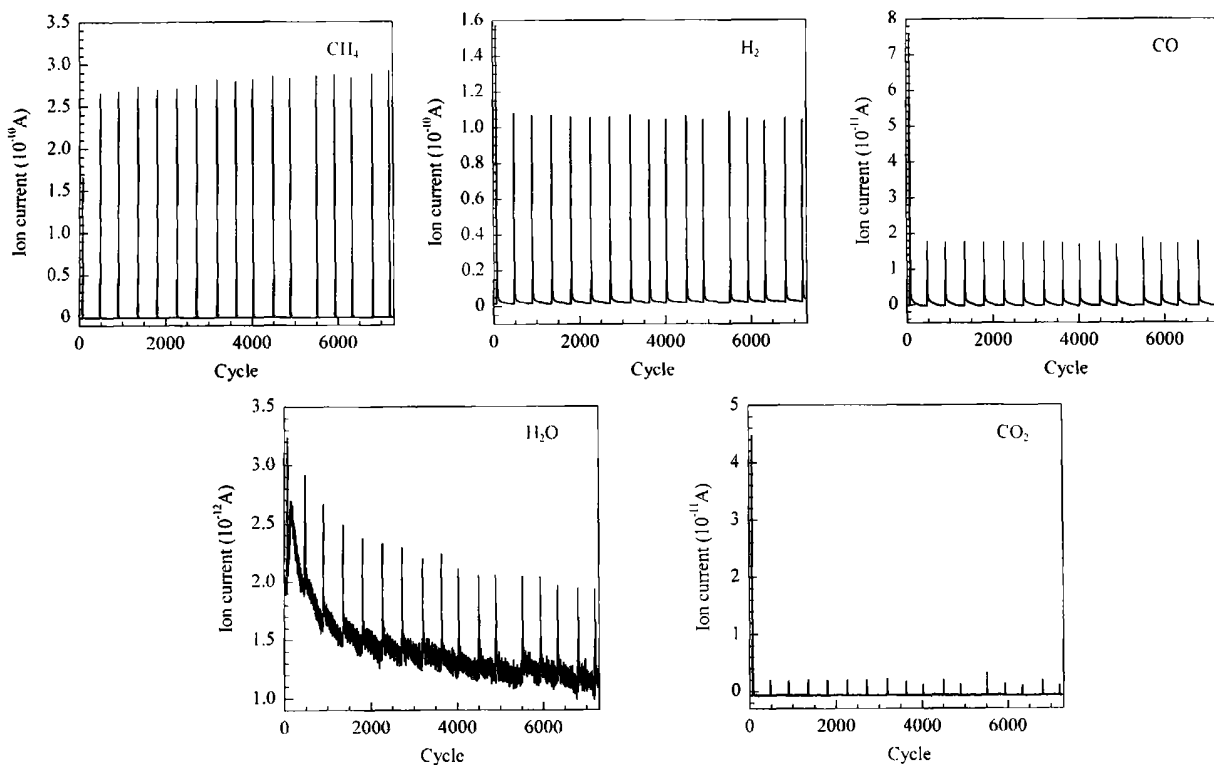 CH₄
Ion current (10⁻¹⁰A)
3.5
3.0
2.5
2.0
1.5
1.0
0.5
0
0 2000 4000 6000
Cycle
H₂
Ion current (10⁻¹⁰A)
1.6
1.4
1.2
1.0
0.8
0.6
0.4
0.2
0
0 2000 4000 6000
Cycle
CO
Ion current (10⁻¹¹A)
8
7
6
5
4
3
2
1
0
0 2000 4000 6000
Cycle
H₂O
Ion current (10⁻¹²A)
3.5
3.0
2.5
2.0
1.5
1.0
0 2000 4000 6000
Cycle
CO₂
Ion current (10⁻¹¹A)
5
4
3
2
1
0
0 2000 4000 6000
Cycle